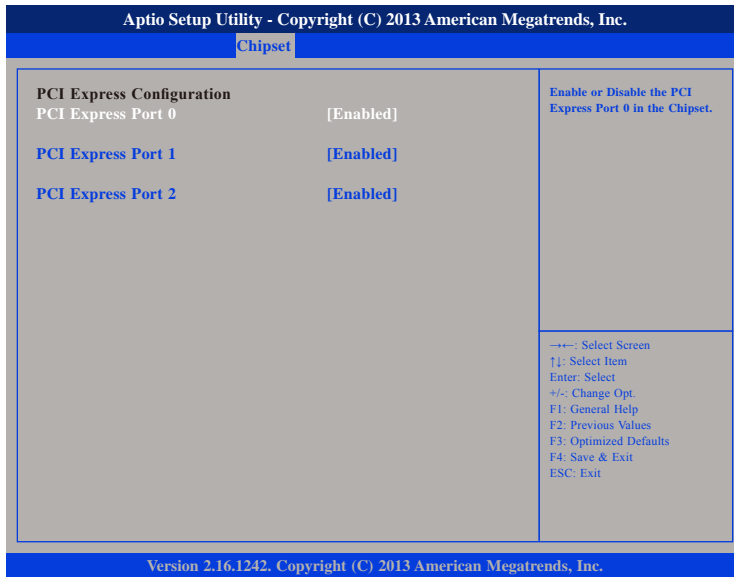 Aptio Setup Utility - Copyright (C) 2013 American Megatrends, Inc.
Chipset
PCI Express Configuration
PCI Express Port 0 [Enabled]
PCI Express Port 1 [Enabled]
PCI Express Port 2 [Enabled]
Enable or Disable the PCI
Express Port 0 in the Chipset.
→←: Select Screen
↑↓: Select Item
Enter: Select
+/-: Change Opt.
F1: General Help
F2: Previous Values
F3: Optimized Defaults
F4: Save & Exit
ESC: Exit
Version 2.16.1242. Copyright (C) 2013 American Megatrends, Inc.